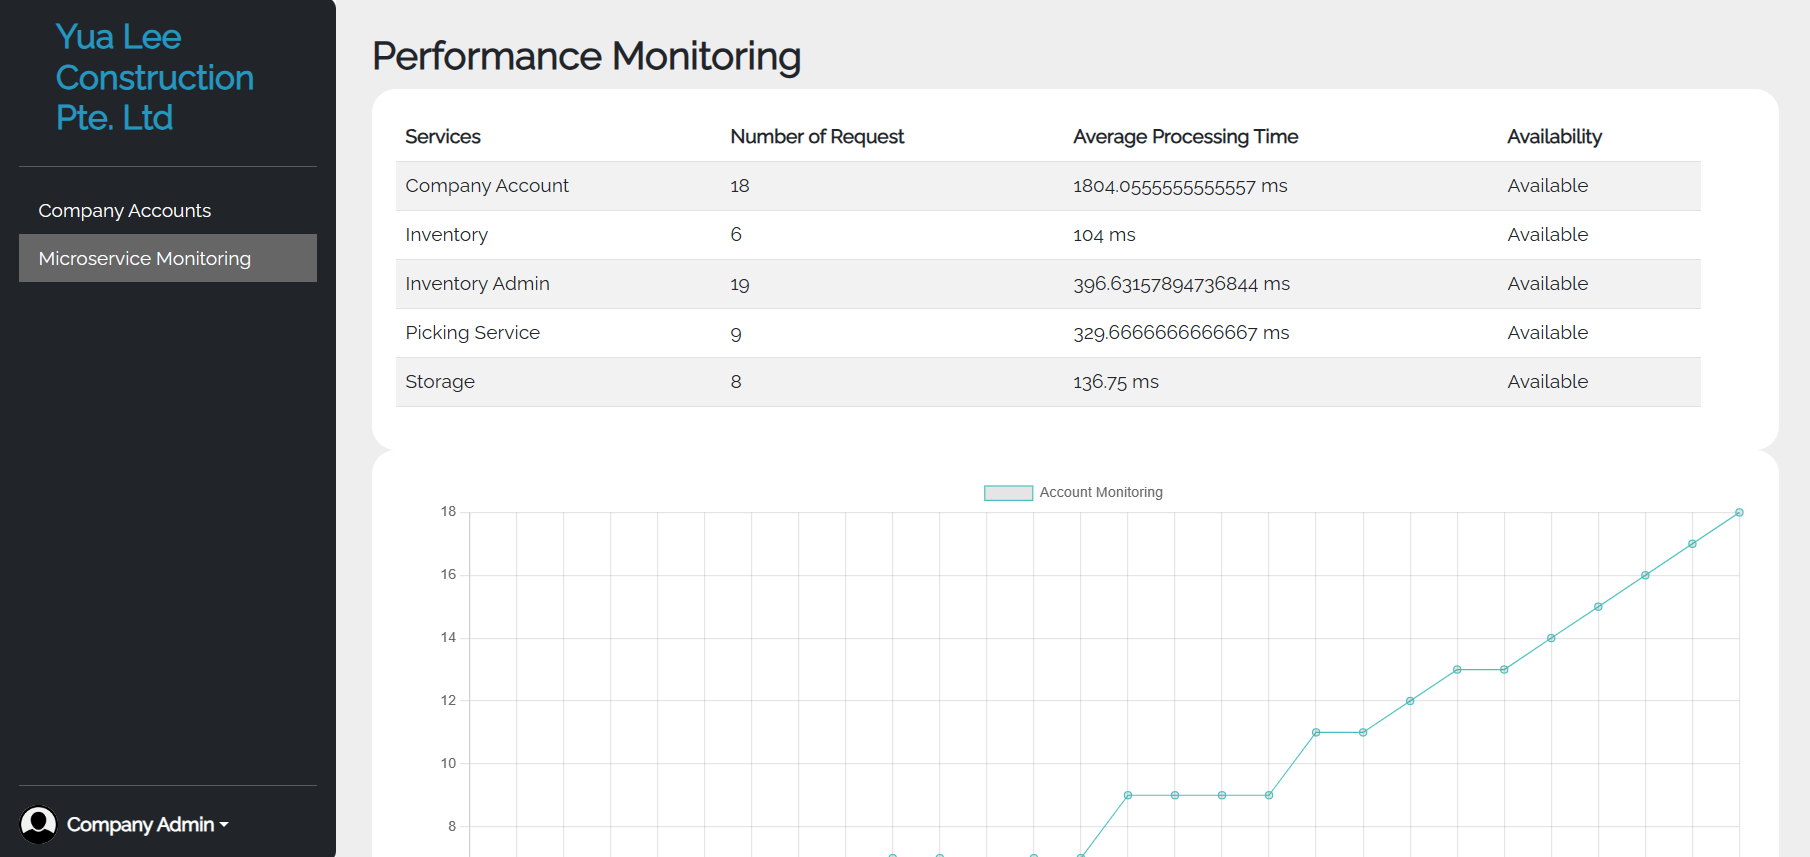 Yua Lee
Construction
Pte. Ltd
Company Accounts
Microservice Monitoring
Company Admin
Performance Monitoring
Services Number of Request Average Processing Time Availability
Company Account 18 1804.0555555555557 ms Available
Inventory 6 104 ms Available
Inventory Admin 19 396.63157894736844 ms Available
Picking Service 9 329.6666666666667 ms Available
Storage 8 136.75 ms Available
Account Monitoring
18
16
14
12
10
8